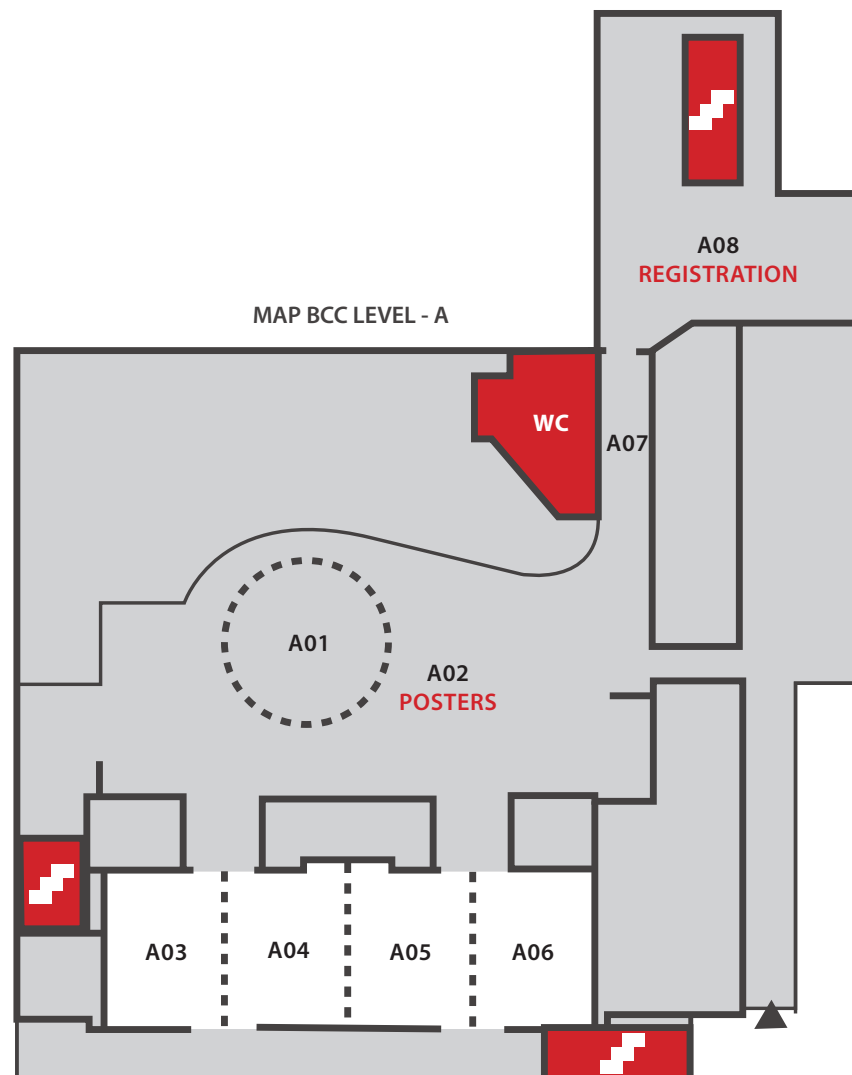 A08
REGISTRATION
MAP BCC LEVEL - A
WC
A07
A01
A02
POSTERS
A03
A04
A05
A06